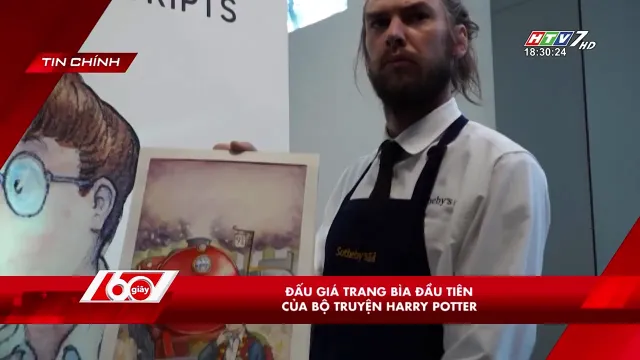 RIPTS
HTV7 HD
18:30:24
TIN CHÍNH
Sotheby's
60 giây
ĐẤU GIÁ TRANG BÌA ĐẦU TIÊN
CỦA BỘ TRUYỆN HARRY POTTER